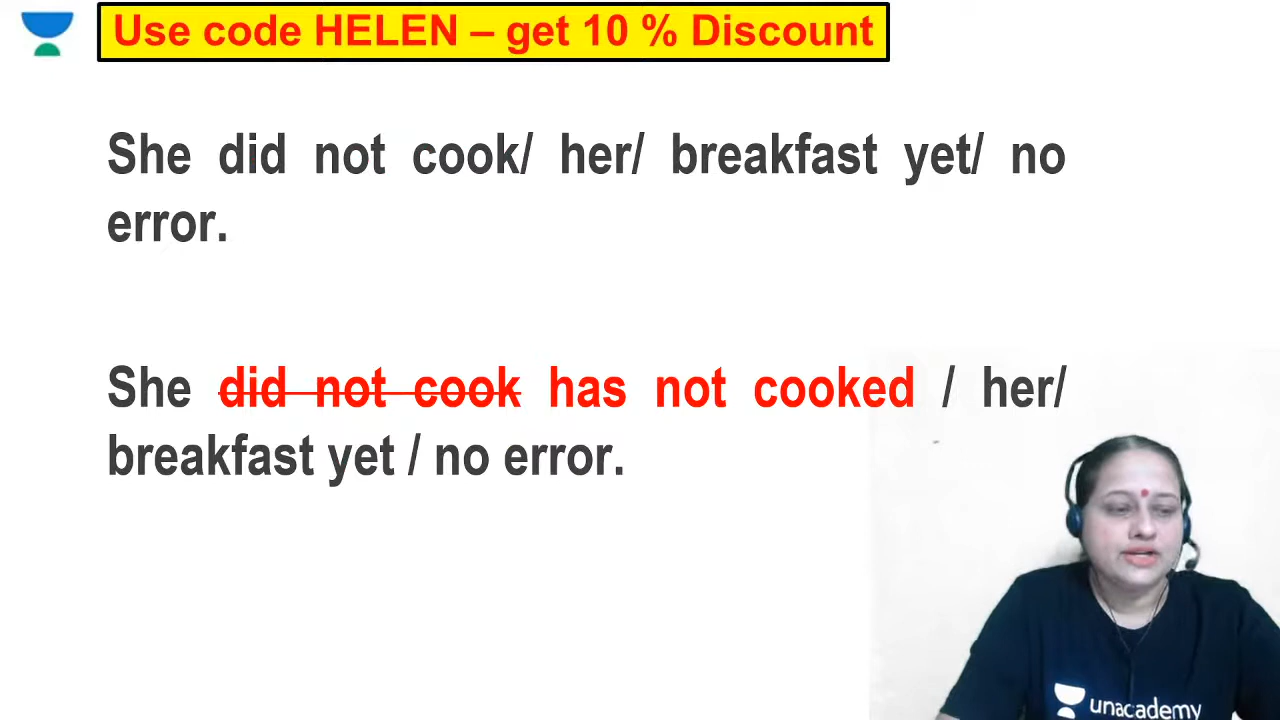 Use code HELEN – get 10 % Discount
She did not cook/ her/ breakfast yet/ no
error.
She did not cook has not cooked / her/
breakfast yet / no error.
unacademy